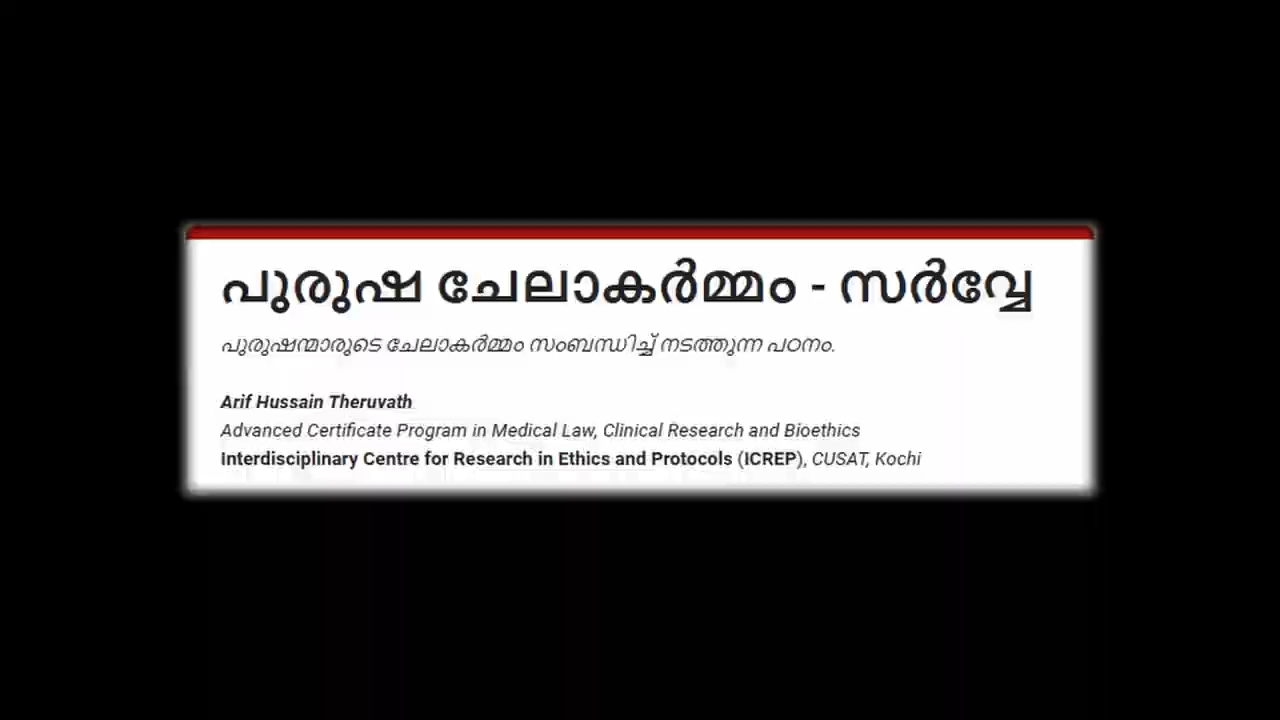 പുരുഷ ചേലാകർമ്മം - സർവ്വേ
പുരുഷന്മാരുടെ ചേലാകർമ്മം സംബന്ധിച്ച് നടത്തുന്ന പഠനം.
Arif Hussain Theruvath
Advanced Certificate Program in Medical Law, Clinical Research and Bioethics
Interdisciplinary Centre for Research in Ethics and Protocols (ICREP), CUSAT, Kochi